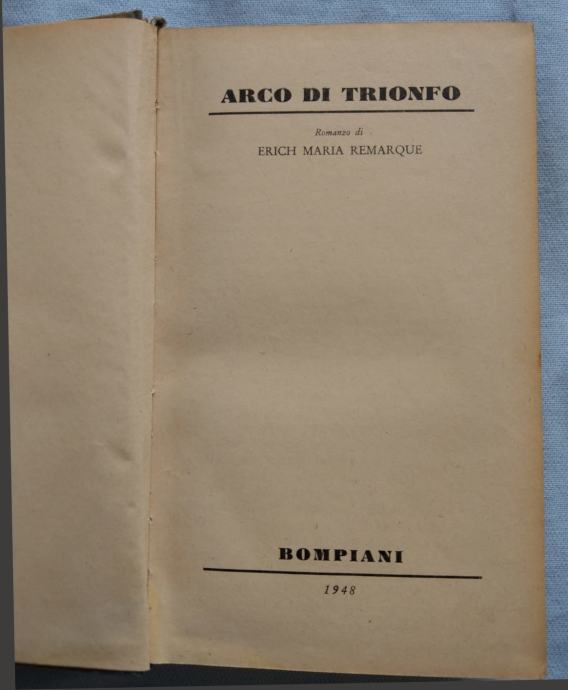 ARCO DI TRIONFO
Romanzo di
ERICH MARIA REMARQUE
BOMPIANI
1948